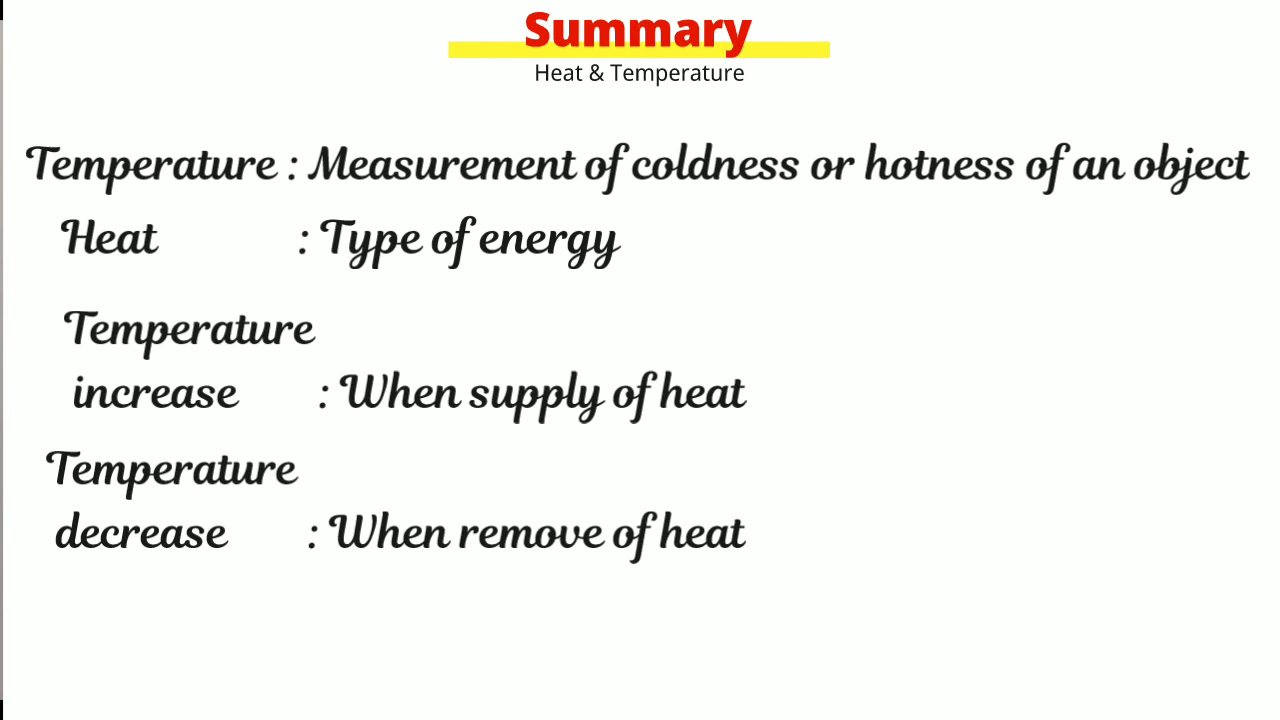 Summary
Heat & Temperature
Temperature : Measurement of coldness or hotness of an object
Heat : Type of energy
Temperature
increase : When supply of heat
Temperature
decrease : When remove of heat